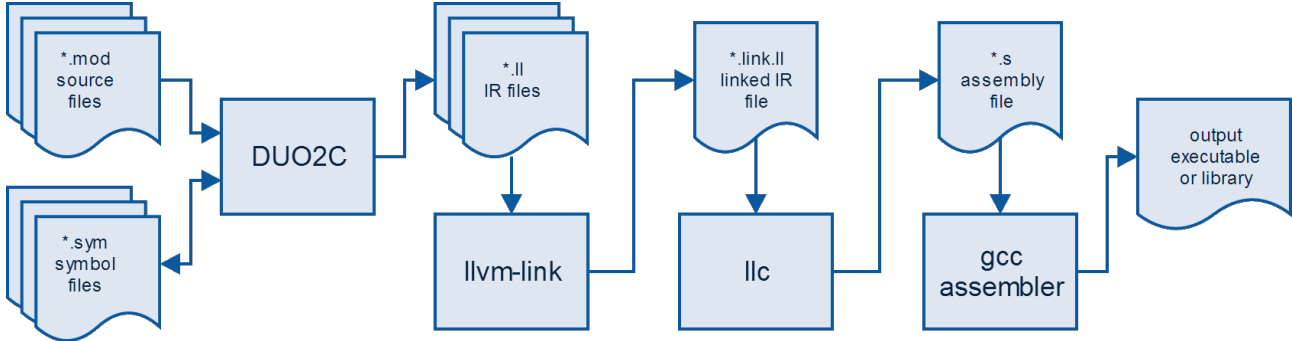 *.mod
source
files
*.sym
symbol
files
DUO2C
*.ll
IR files
llvm-link
*.link.ll
linked IR
file
llc
*.s
assembly
file
gcc
assembler
output
executable
or library